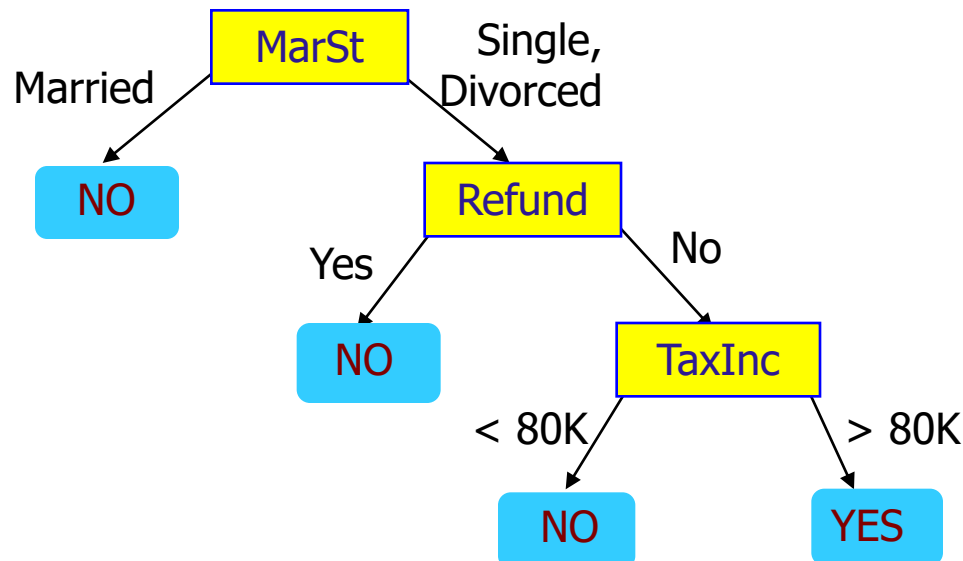 MarSt
Single,
Divorced
Married
NO
Refund
Yes
No
NO
TaxInc
< 80K
> 80K
NO
YES